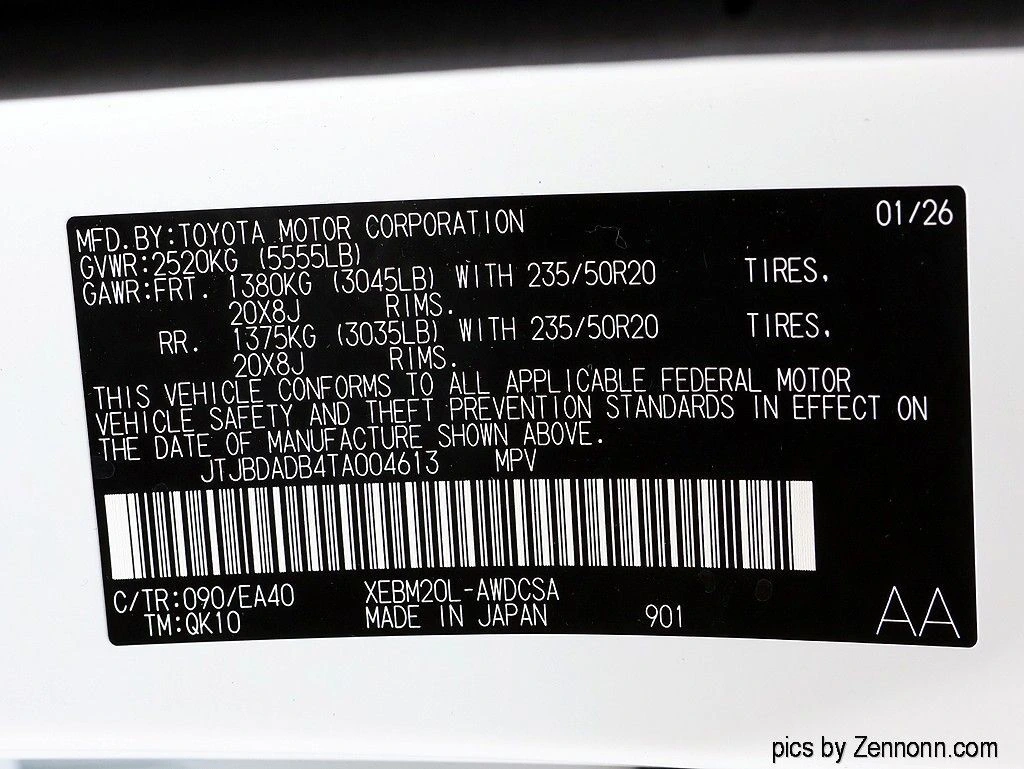 MFD.BY:TOYOTA MOTOR CORPORATION 01/26
GVWR:2520KG (5555LB)
GAWR:FRT. 1380KG (3045LB) WITH 235/50R20 TIRES,
20X8J RIMS.
RR. 1375KG (3035LB) WITH 235/50R20 TIRES,
20X8J RIMS.
THIS VEHICLE CONFORMS TO ALL APPLICABLE FEDERAL MOTOR
VEHICLE SAFETY AND THEFT PREVENTION STANDARDS IN EFFECT ON
THE DATE OF MANUFACTURE SHOWN ABOVE.
JTJBDADB4TA004613 MPV
C/TR:090/EA40 XEBM20L-AWDCSA
TM:QK10 MADE IN JAPAN 901 AA
pics by Zennonn.com